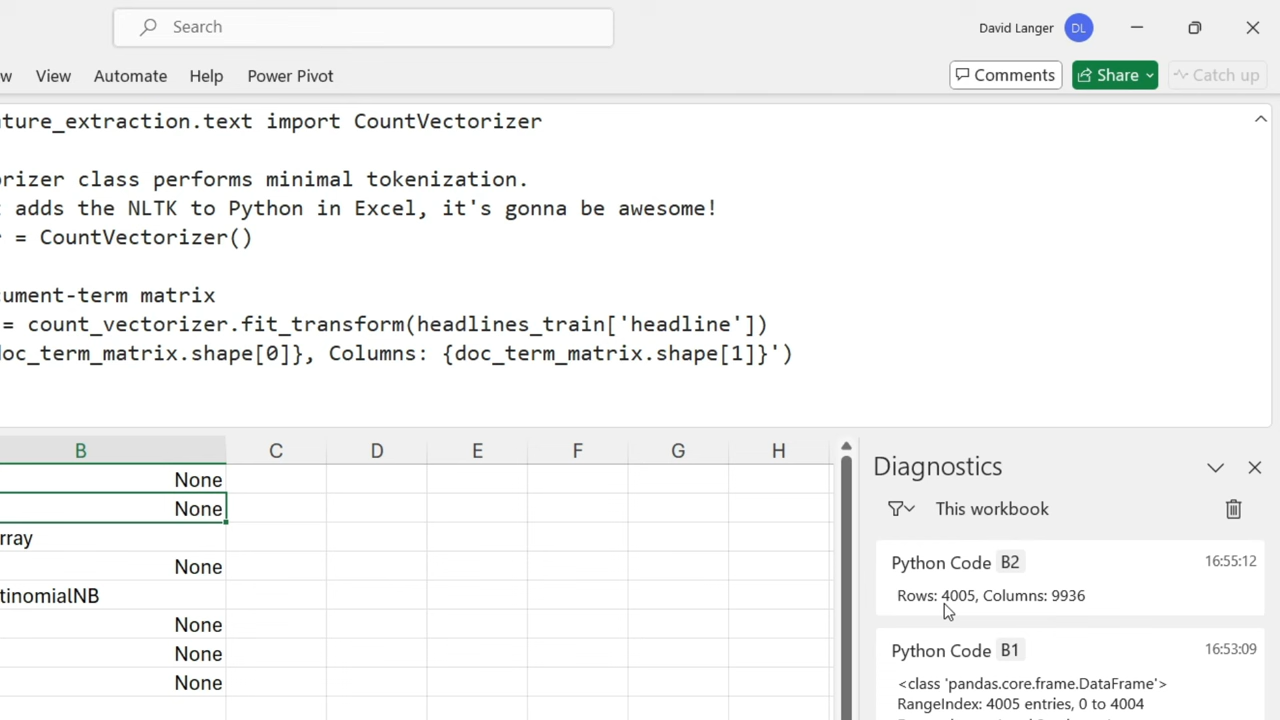 Search
David Langer
DL
w View Automate Help Power Pivot
Comments
Share
Catch up
ture_extraction.text import CountVectorizer
rizer class performs minimal tokenization.
t adds the NLTK to Python in Excel, it's gonna be awesome!
r = CountVectorizer()
cument-term matrix
= count_vectorizer.fit_transform(headlines_train['headline'])
doc_term_matrix.shape[0]}, Columns: {doc_term_matrix.shape[1]}')
B C D E F G H
None
None
rray
None
tinomialNB
None
None
None
Diagnostics
This workbook
Python Code B2 16:55:12
Rows: 4005, Columns: 9936
Python Code B1 16:53:09
<class 'pandas.core.frame.DataFrame'>
RangeIndex: 4005 entries, 0 to 4004